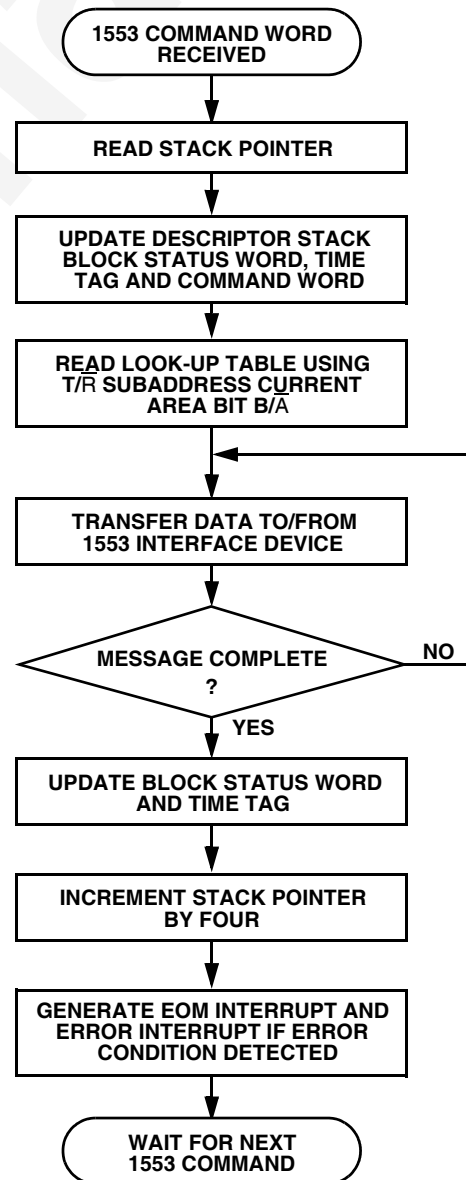 1553 COMMAND WORD
RECEIVED
READ STACK POINTER
UPDATE DESCRIPTOR STACK
BLOCK STATUS WORD, TIME
TAG AND COMMAND WORD
READ LOOK-UP TABLE USING
T/R̅ SUBADDRESS CURRENT
AREA BIT B/A̅
TRANSFER DATA TO/FROM
1553 INTERFACE DEVICE
MESSAGE COMPLETE
?
NO
YES
UPDATE BLOCK STATUS WORD
AND TIME TAG
INCREMENT STACK POINTER
BY FOUR
GENERATE EOM INTERRUPT AND
ERROR INTERRUPT IF ERROR
CONDITION DETECTED
WAIT FOR NEXT
1553 COMMAND